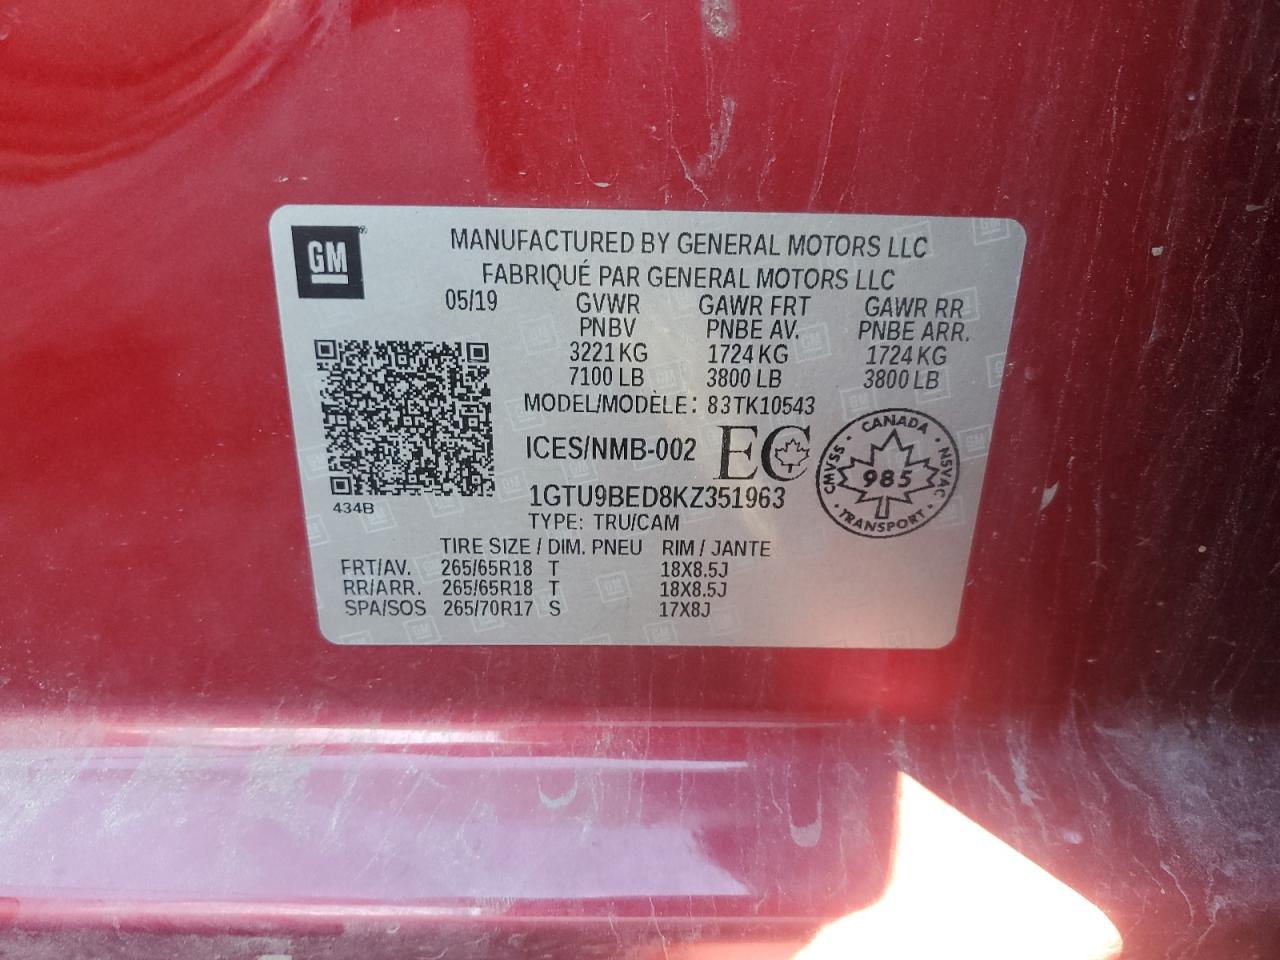 GM
MANUFACTURED BY GENERAL MOTORS LLC
FABRIQUÉ PAR GENERAL MOTORS LLC
05/19 GVWR GAWR FRT GAWR RR
PNBV PNBE AV. PNBE ARR.
3221 KG 1724 KG 1724 KG
7100 LB 3800 LB 3800 LB
MODEL/MODÈLE: 83TK10543
ICES/NMB-002 EC
CANADA
CMVSS • NSVAC
985
TRANSPORT
1GTU9BED8KZ351963
434B
TYPE: TRU/CAM
TIRE SIZE / DIM. PNEU RIM / JANTE
FRT/AV. 265/65R18 T 18X8.5J
RR/ARR. 265/65R18 T 18X8.5J
SPA/SOS 265/70R17 S 17X8J